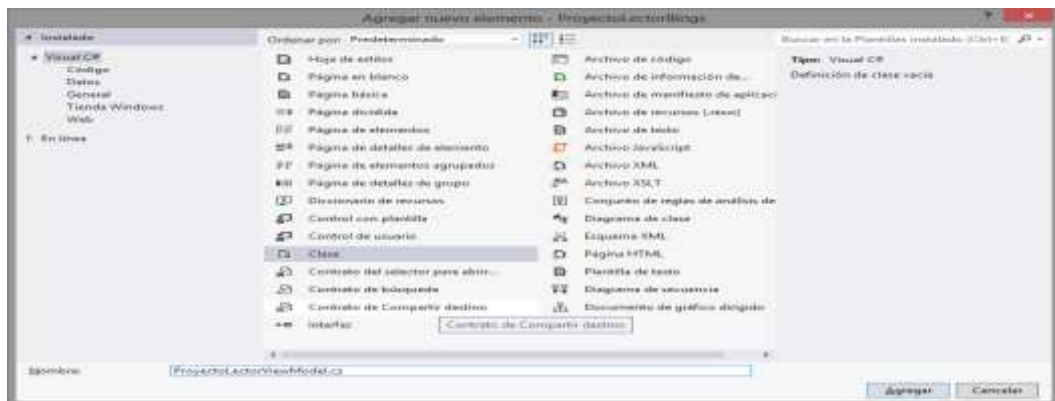 Agregar nuevo elemento - ProyectoLectorBlogs
Instalado
Visual C#
Código
Datos
General
Tienda Windows
Web
En línea
Ordenar por: Predeterminado
Hoja de estilos
Página en blanco
Página básica
Página dividida
Página de elementos
Página de detalles de elemento
Página de elementos agrupados
Página de detalles de grupo
Diccionario de recursos
Control con plantilla
Control de usuario
Clase
Contrato del selector para abrir...
Contrato de búsqueda
Contrato de Compartir destino
Interfaz
Archivo de código
Archivo de información de...
Archivo de manifiesto de aplicaci
Archivo de recursos (.resw)
Archivo de texto
Archivo JavaScript
Archivo XML
Archivo XSLT
Conjunto de reglas de análisis de
Diagrama de clase
Esquema XML
Página HTML
Plantilla de texto
Diagrama de secuencia
Documento de gráfico dirigido
Contrato de Compartir destino
Buscar en la Plantillas instalado (Ctrl+E)
Tipo: Visual C#
Definición de clase vacía
Nombre:
ProyectoLectorViewModel.cs
Agregar
Cancelar